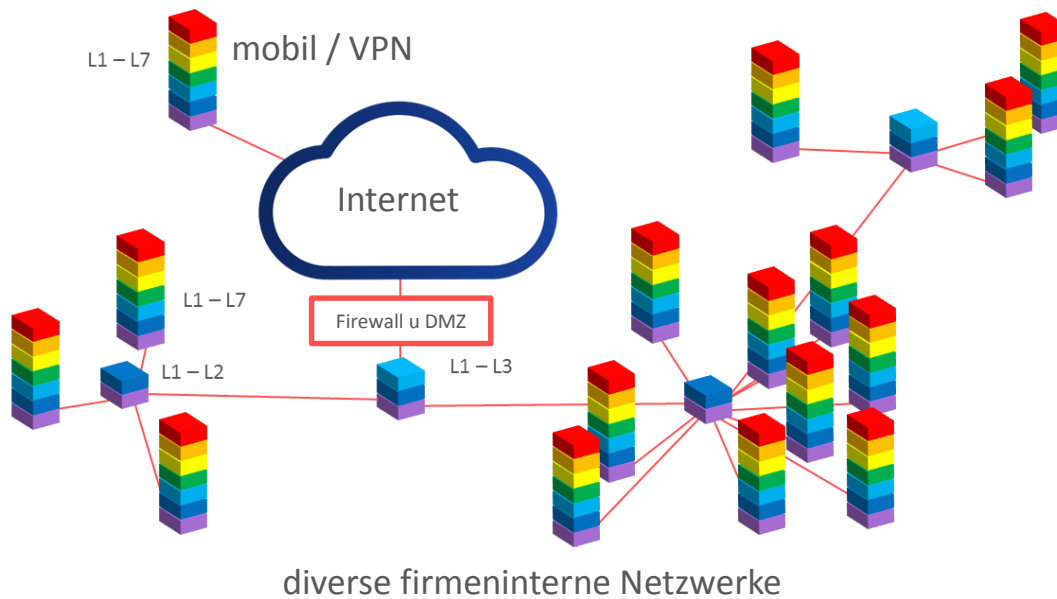 mobil / VPN
L1 – L7
Internet
L1 – L7
Firewall u DMZ
L1 – L2
L1 – L3
diverse firmeninterne Netzwerke